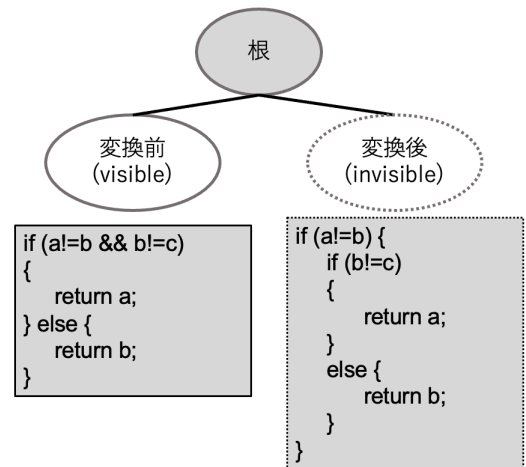 根
変換前
(visible)
変換後
(invisible)
if (a!=b && b!=c)
{
    return a;
} else {
    return b;
}
if (a!=b) {
    if (b!=c)
    {
        return a;
    }
    else {
        return b;
    }
}